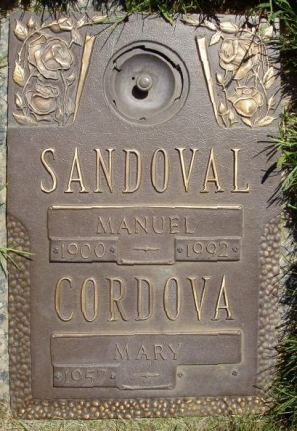 SANDOVAL
MANUEL
1900 1992
CORDOVA
MARY
1957